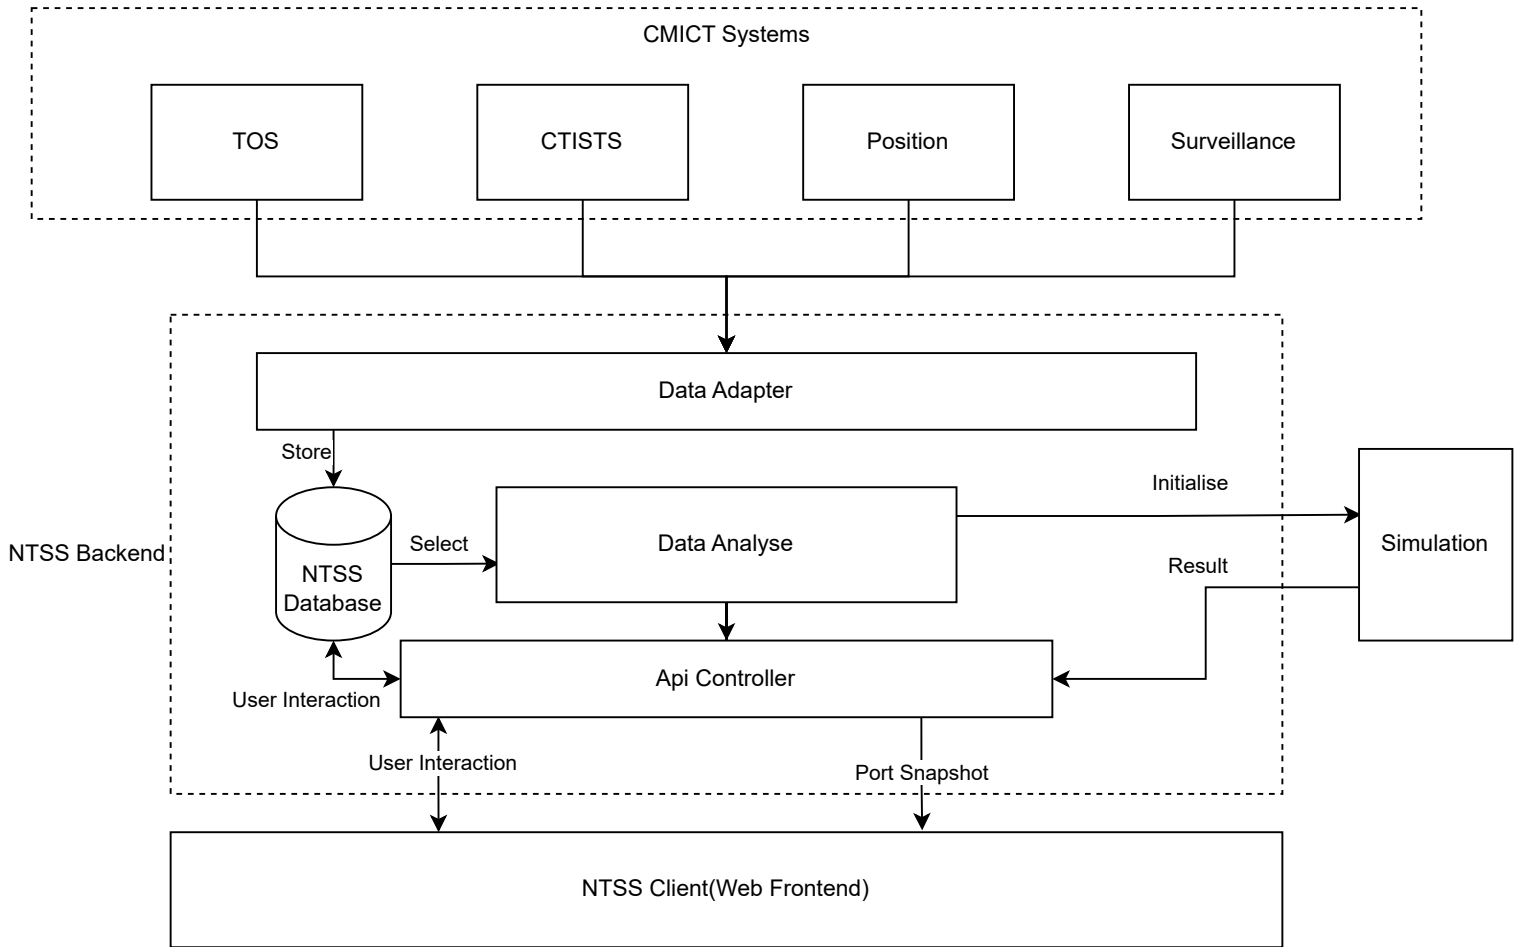 CMICT Systems
TOS
CTISTS
Position
Surveillance
Data Adapter
Store
Initialise
NTSS Backend
NTSS
Database
Select
Data Analyse
Simulation
Result
Api Controller
User Interaction
User Interaction
Port Snapshot
NTSS Client(Web Frontend)